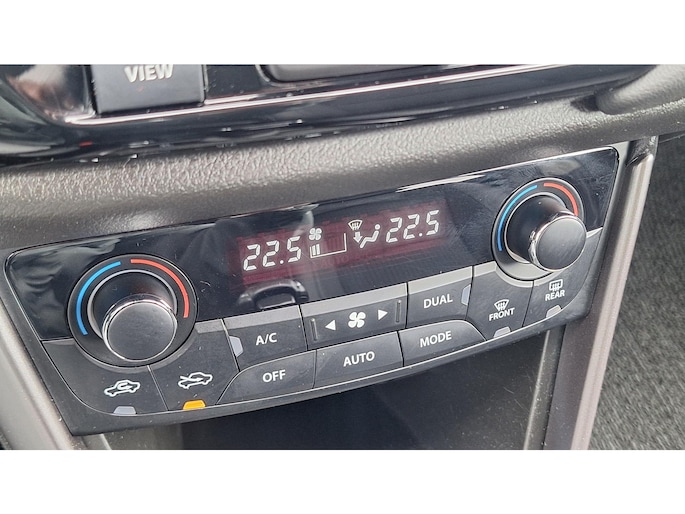 VIEW
22.5 22.5
A/C
DUAL
FRONT
REAR
OFF
AUTO
MODE